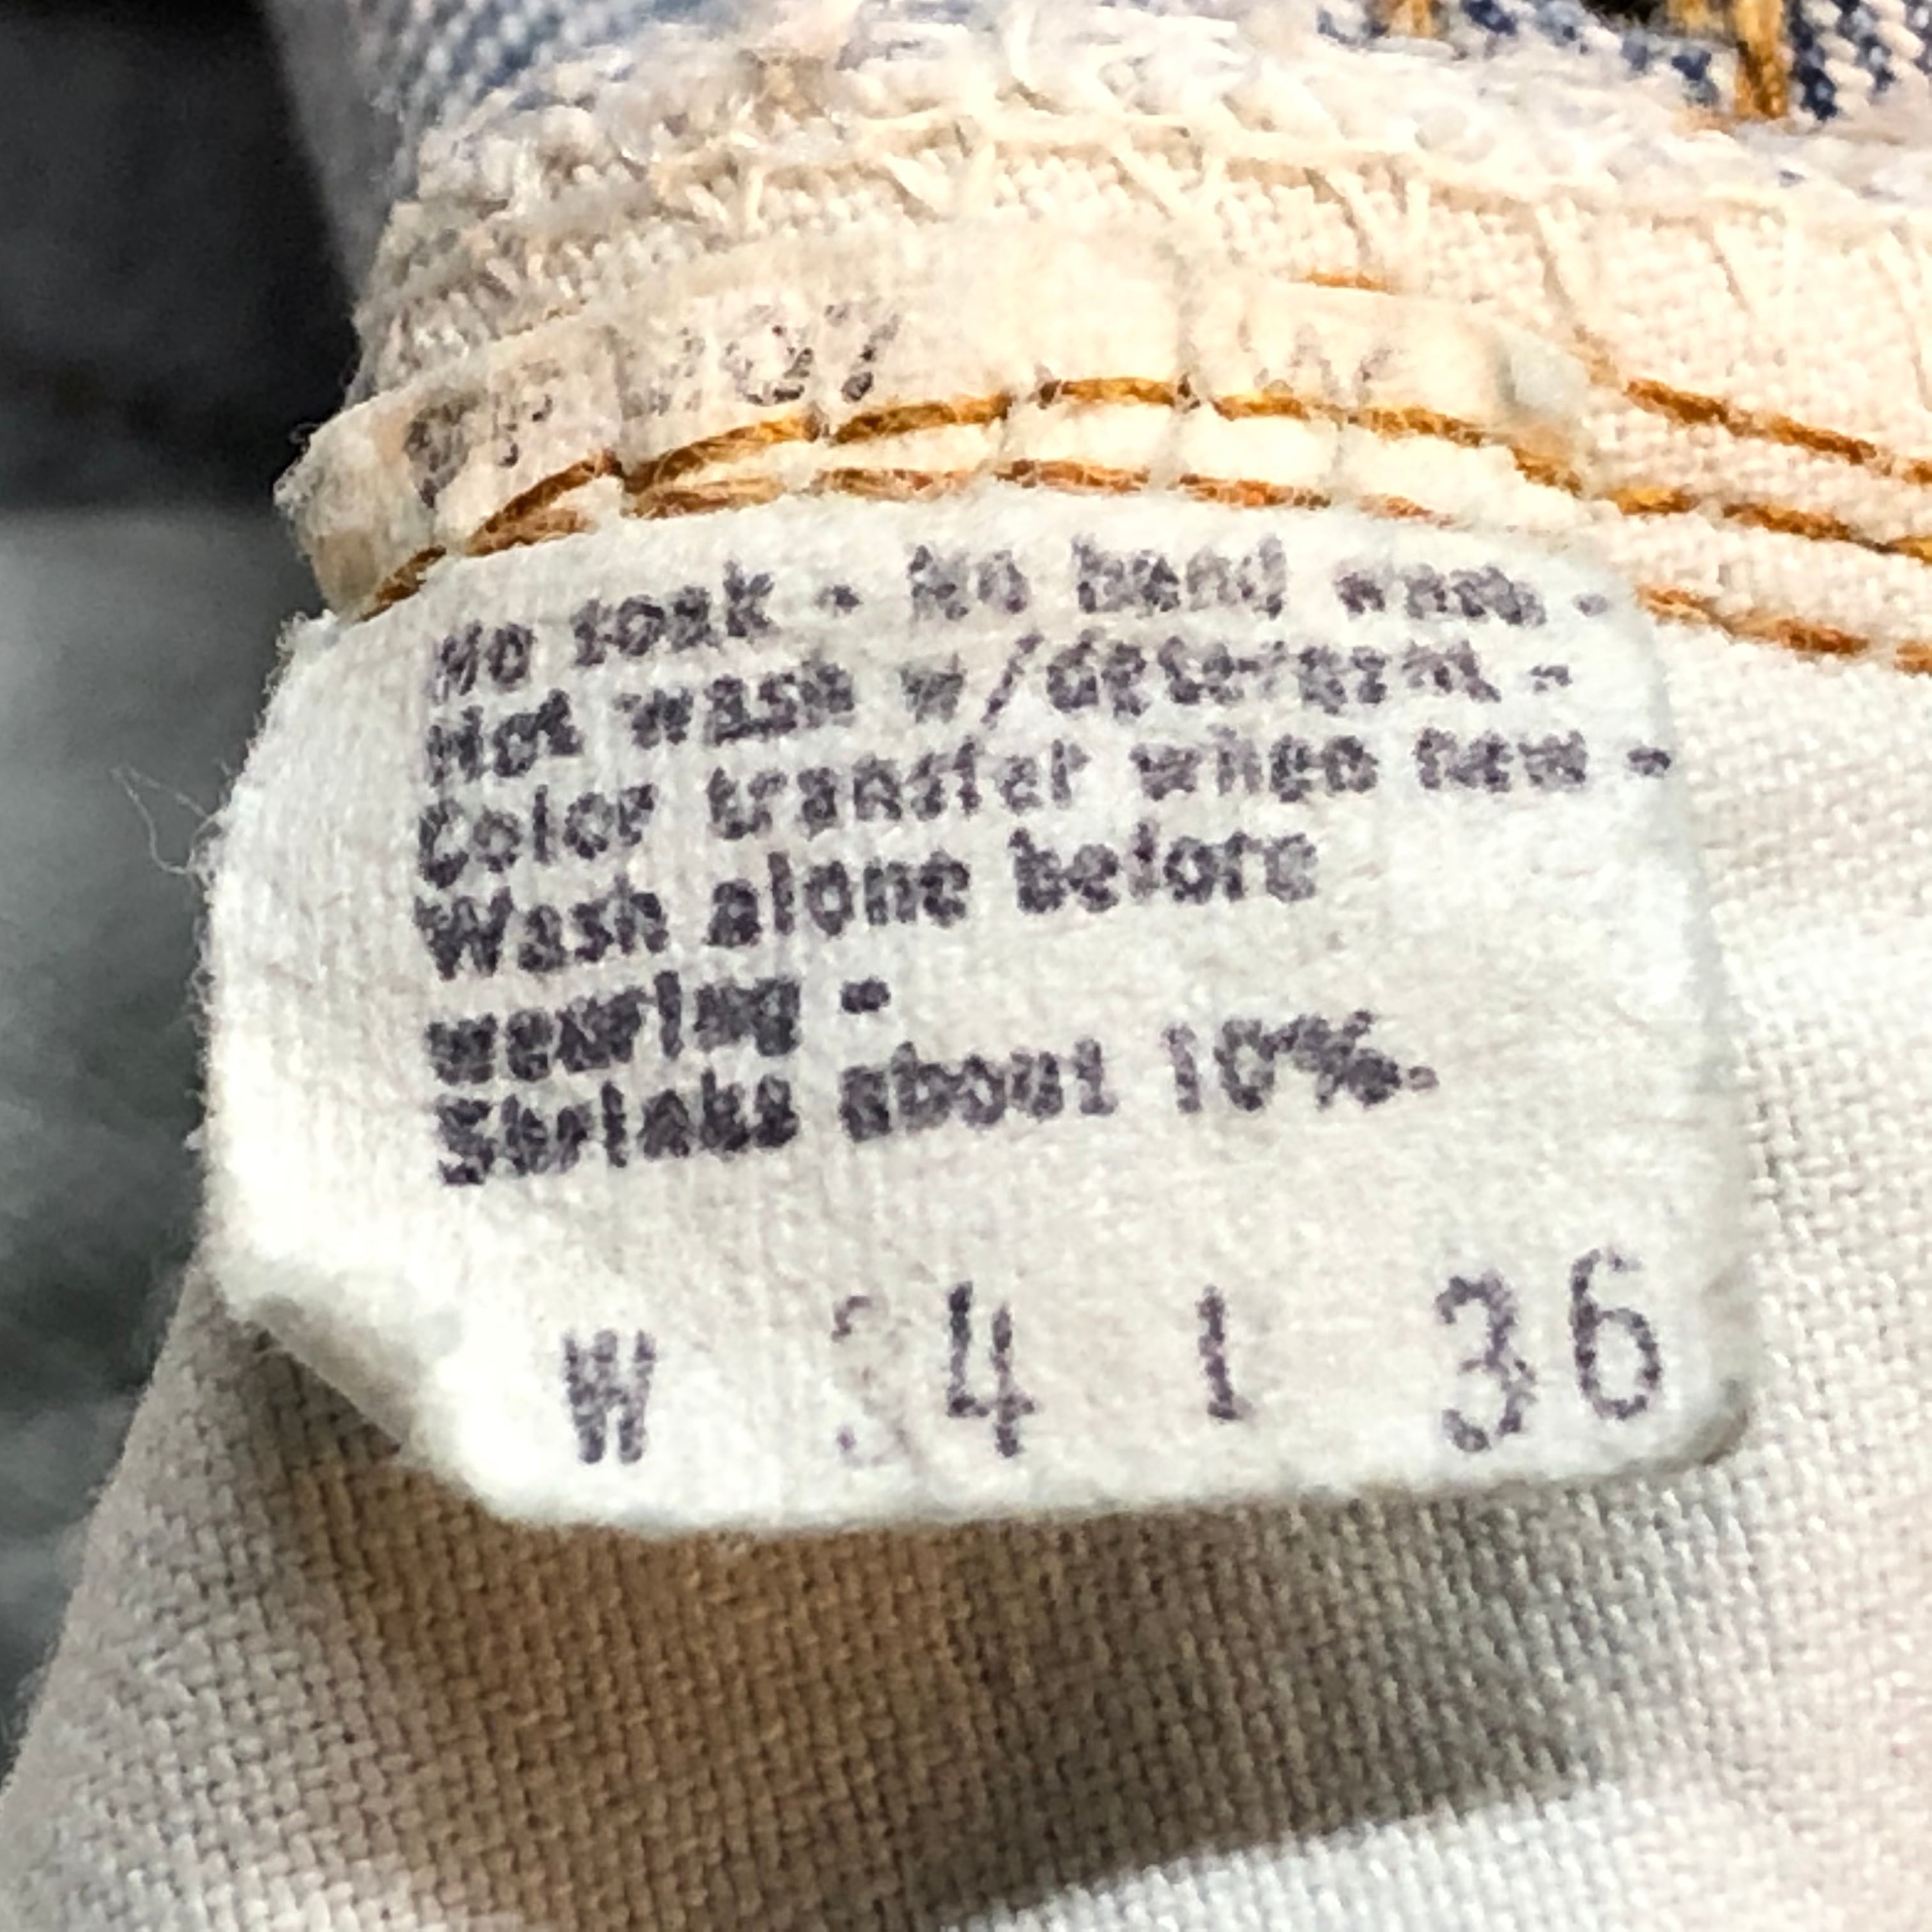 No soak - No hand wash -
Hot wash w/detergent -
Color transfer when new -
Wash alone before
wearing -
Shrinks about 10%.
W 34 L 36